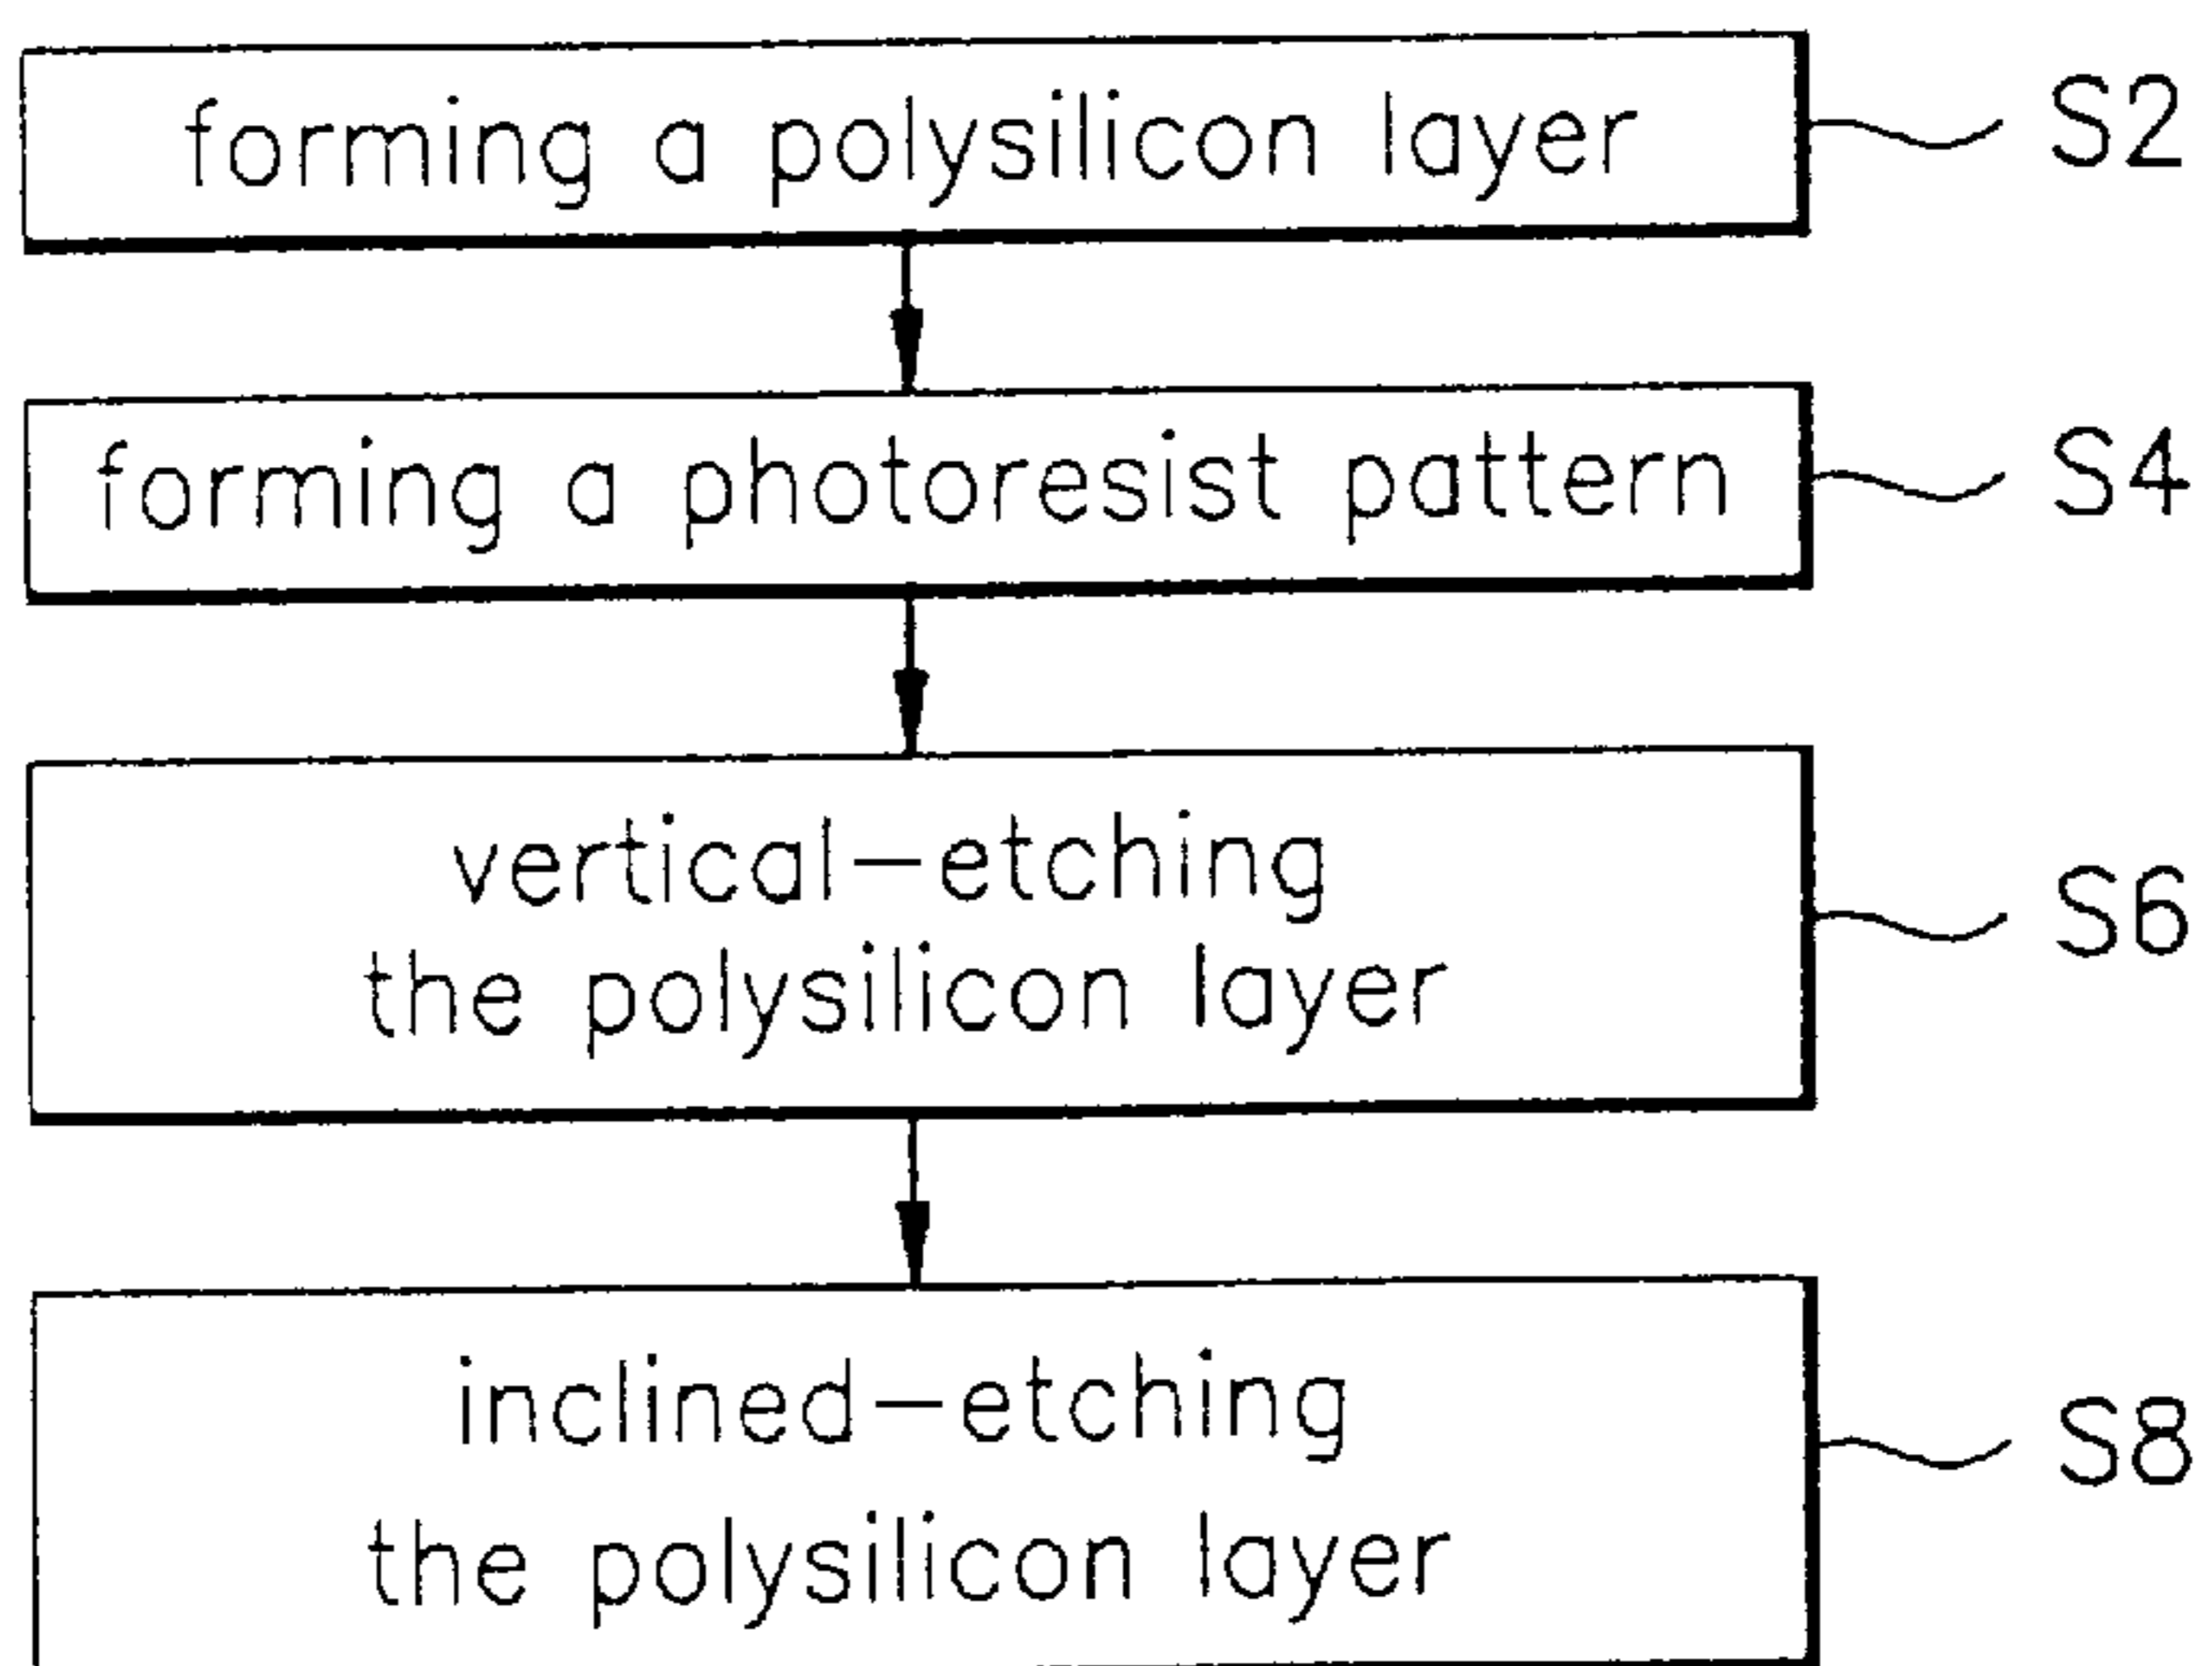 forming a polysilicon layer S2
forming a photoresist pattern S4
vertical-etching
the polysilicon layer S6
inclined-etching
the polysilicon layer S8